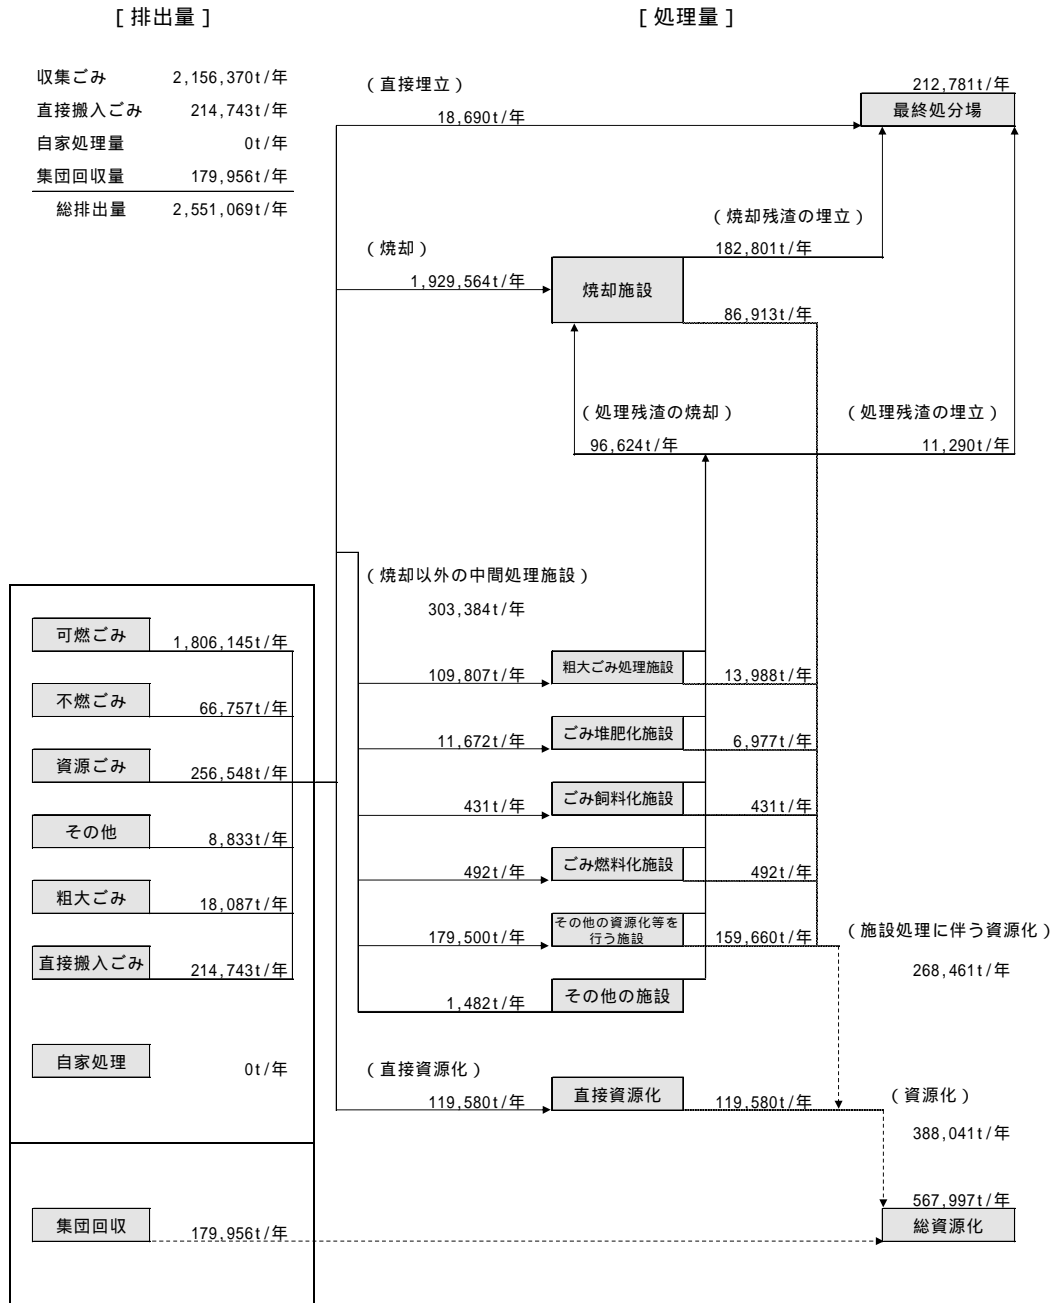 [ 排出量 ]
[ 処理量 ]
収集ごみ 2,156,370t/年
直接搬入ごみ 214,743t/年
自家処理量 0t/年
集団回収量 179,956t/年
総排出量 2,551,069t/年
(直接埋立)
18,690t/年
212,781t/年
最終処分場
(焼却残渣の埋立)
182,801t/年
(焼却)
1,929,564t/年
焼却施設
86,913t/年
(処理残渣の焼却)
96,624t/年
(処理残渣の埋立)
11,290t/年
(焼却以外の中間処理施設)
303,384t/年
可燃ごみ 1,806,145t/年
不燃ごみ 66,757t/年
資源ごみ 256,548t/年
その他 8,833t/年
粗大ごみ 18,087t/年
直接搬入ごみ 214,743t/年
自家処理 0t/年
109,807t/年 粗大ごみ処理施設 13,988t/年
11,672t/年 ごみ堆肥化施設 6,977t/年
431t/年 ごみ飼料化施設 431t/年
492t/年 ごみ燃料化施設 492t/年
179,500t/年 その他の資源化等を
行う施設 159,660t/年
1,482t/年 その他の施設
(施設処理に伴う資源化)
268,461t/年
(直接資源化)
119,580t/年 直接資源化 119,580t/年
(資源化)
388,041t/年
567,997t/年
総資源化
集団回収 179,956t/年